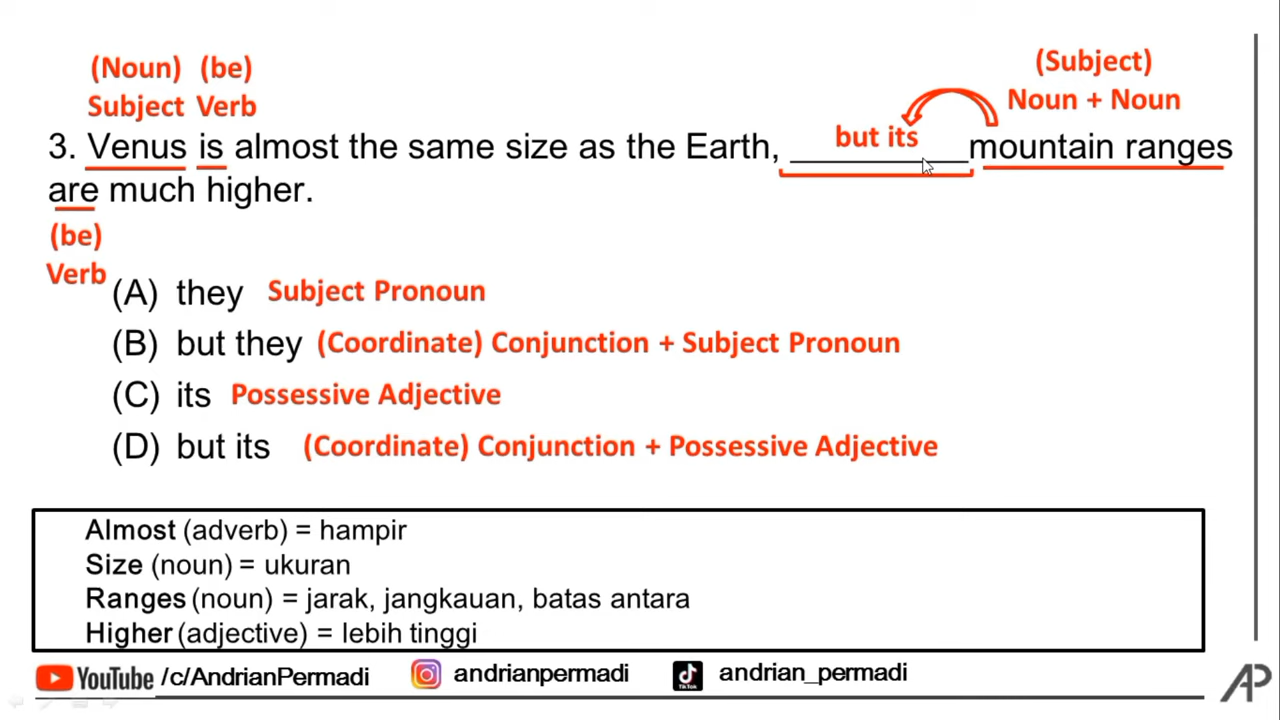 (Noun) (be)
Subject Verb
(Subject)
Noun + Noun
but its
3. Venus is almost the same size as the Earth, __________ mountain ranges
are much higher.
(be)
Verb
(A) they Subject Pronoun
(B) but they (Coordinate) Conjunction + Subject Pronoun
(C) its Possessive Adjective
(D) but its (Coordinate) Conjunction + Possessive Adjective
Almost (adverb) = hampir
Size (noun) = ukuran
Ranges (noun) = jarak, jangkauan, batas antara
Higher (adjective) = lebih tinggi
YouTube /c/AndrianPermadi andrianpermadi TikTok andrian_permadi
AP